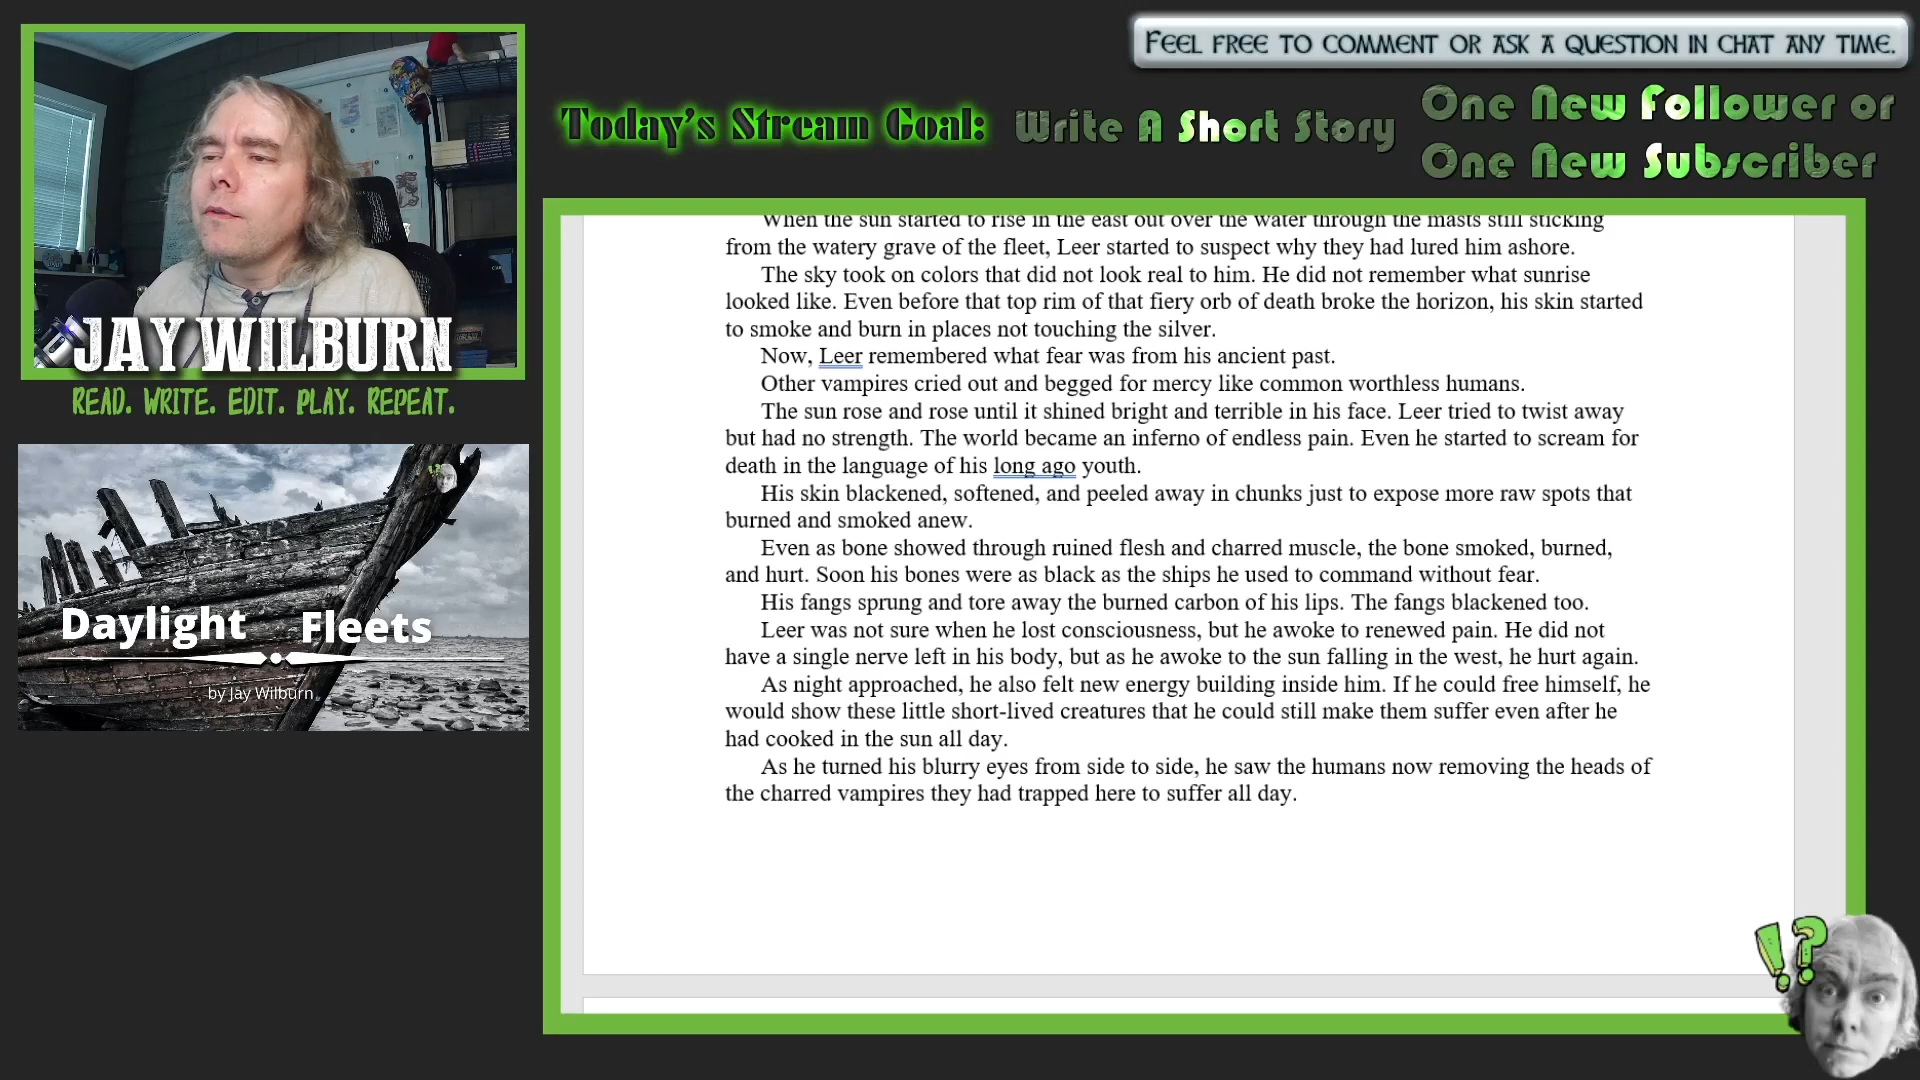 FEEL FREE TO COMMENT OR ASK A QUESTION IN CHAT ANY TIME.
Today's Stream Goal:
Write A Short Story
One New Follower or
One New Subscriber
JAY WILBURN
READ. WRITE. EDIT. PLAY. REPEAT.
Daylight Fleets
by Jay Wilburn
When the sun started to rise in the east out over the water through the masts still sticking
from the watery grave of the fleet, Leer started to suspect why they had lured him ashore.
The sky took on colors that did not look real to him. He did not remember what sunrise
looked like. Even before that top rim of that fiery orb of death broke the horizon, his skin started
to smoke and burn in places not touching the silver.
Now, Leer remembered what fear was from his ancient past.
Other vampires cried out and begged for mercy like common worthless humans.
The sun rose and rose until it shined bright and terrible in his face. Leer tried to twist away
but had no strength. The world became an inferno of endless pain. Even he started to scream for
death in the language of his long ago youth.
His skin blackened, softened, and peeled away in chunks just to expose more raw spots that
burned and smoked anew.
Even as bone showed through ruined flesh and charred muscle, the bone smoked, burned,
and hurt. Soon his bones were as black as the ships he used to command without fear.
His fangs sprung and tore away the burned carbon of his lips. The fangs blackened too.
Leer was not sure when he lost consciousness, but he awoke to renewed pain. He did not
have a single nerve left in his body, but as he awoke to the sun falling in the west, he hurt again.
As night approached, he also felt new energy building inside him. If he could free himself, he
would show these little short-lived creatures that he could still make them suffer even after he
had cooked in the sun all day.
As he turned his blurry eyes from side to side, he saw the humans now removing the heads of
the charred vampires they had trapped here to suffer all day.
!?